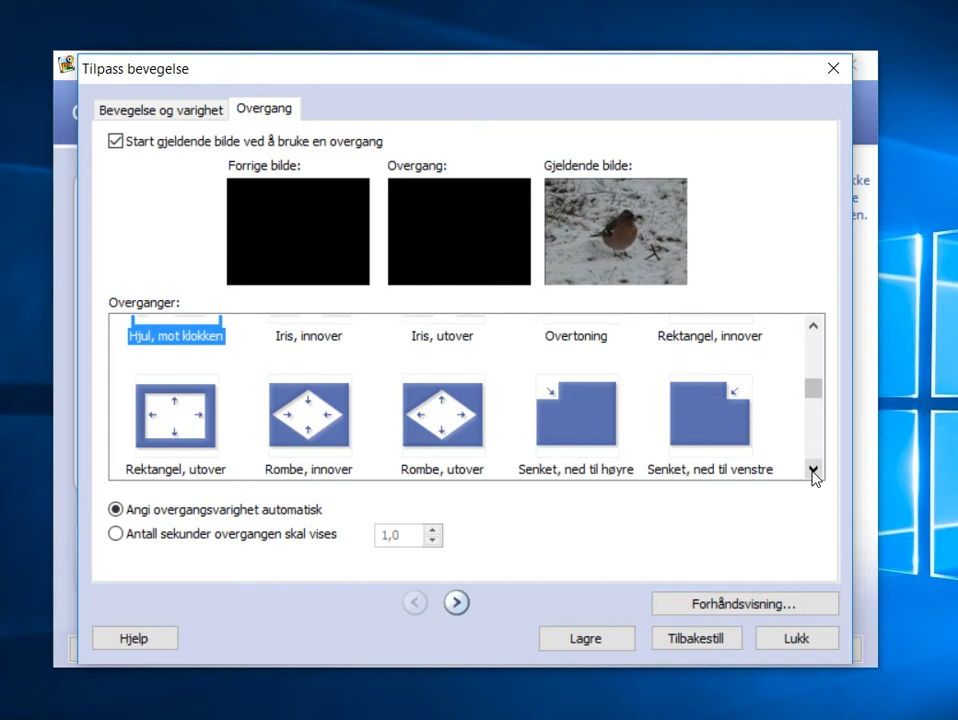 Tilpass bevegelse
Bevegelse og varighet
Overgang
Start gjeldende bilde ved å bruke en overgang
Forrige bilde:
Overgang:
Gjeldende bilde:
Overganger:
Hjul, mot klokken
Iris, innover
Iris, utover
Overtoning
Rektangel, innover
Rektangel, utover
Rombe, innover
Rombe, utover
Senket, ned til høyre
Senket, ned til venstre
Angi overgangsvarighet automatisk
Antall sekunder overgangen skal vises
1,0
Forhåndsvisning...
Hjelp
Lagre
Tilbakestill
Lukk